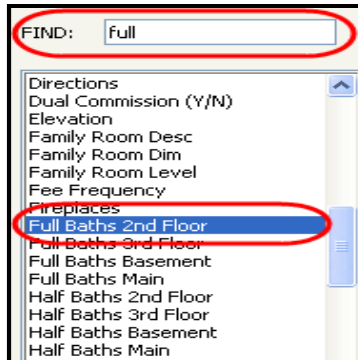 FIND: full
Directions
Dual Commission (Y/N)
Elevation
Family Room Desc
Family Room Dim
Family Room Level
Fee Frequency
Fireplaces
Full Baths 2nd Floor
Full Baths 3rd Floor
Full Baths Basement
Full Baths Main
Half Baths 2nd Floor
Half Baths 3rd Floor
Half Baths Basement
Half Baths Main